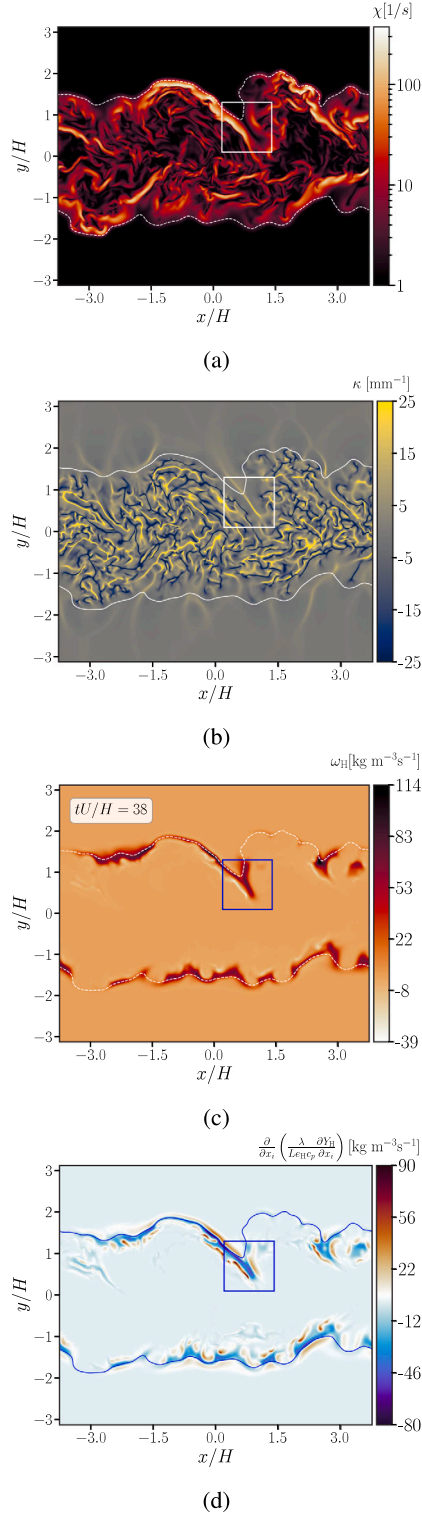 χ[1/s]
3
2
1
0
−1
−2
−3
y/H
100
10
1
−3.0 −1.5 0.0 1.5 3.0
x/H
(a)
κ [mm⁻¹]
3
2
1
0
−1
−2
−3
y/H
25
15
5
−5
−15
−25
−3.0 −1.5 0.0 1.5 3.0
x/H
(b)
ω_H[kg m⁻³s⁻¹]
tU/H = 38
3
2
1
0
−1
−2
−3
y/H
114
83
53
22
−8
−39
−3.0 −1.5 0.0 1.5 3.0
x/H
(c)
∂/∂x_i (λ/(Le_H c_p) ∂Y_H/∂x_i) [kg m⁻³s⁻¹]
3
2
1
0
−1
−2
−3
y/H
90
56
22
−12
−46
−80
−3.0 −1.5 0.0 1.5 3.0
x/H
(d)